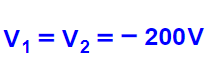 V₁ = V₂ = − 200V